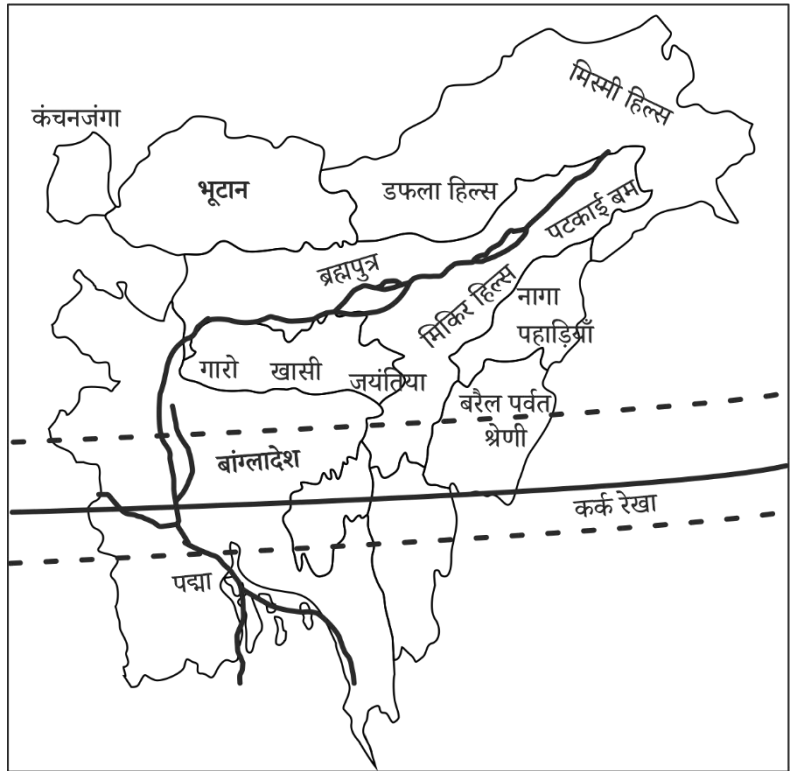 मिस्मी हिल्स
कंचनजंगा
भूटान
डफला हिल्स
पटकाई बम
ब्रह्मपुत्र
मिकिर हिल्स
नागा
पहाड़ियाँ
गारो खासी जयंतिया
बरैल पर्वत
श्रेणी
बांग्लादेश
कर्क रेखा
पद्मा